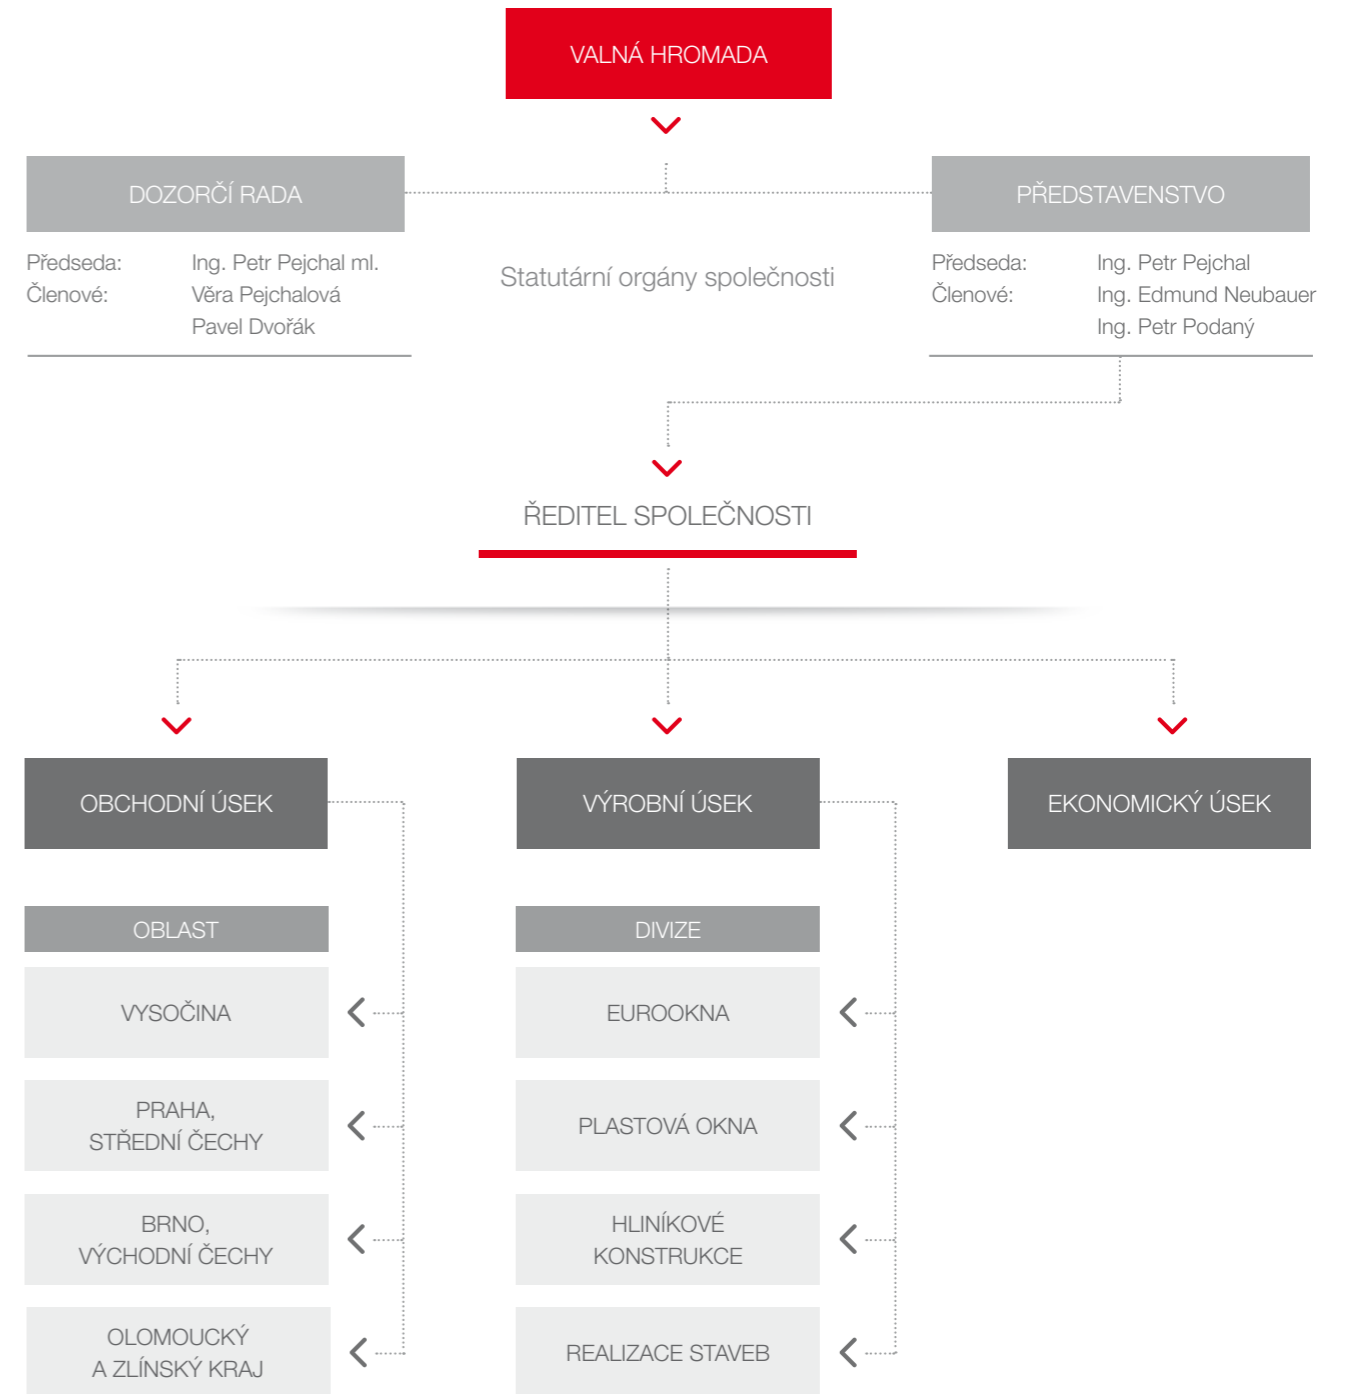 VALNÁ HROMADA
DOZORČÍ RADA
Předseda: Ing. Petr Pejchal ml.
Členové: Věra Pejchalová
Pavel Dvořák
Statutární orgány společnosti
PŘEDSTAVENSTVO
Předseda: Ing. Petr Pejchal
Členové: Ing. Edmund Neubauer
Ing. Petr Podaný
ŘEDITEL SPOLEČNOSTI
OBCHODNÍ ÚSEK
OBLAST
VYSOČINA
PRAHA,
STŘEDNÍ ČECHY
BRNO,
VÝCHODNÍ ČECHY
OLOMOUCKÝ
A ZLÍNSKÝ KRAJ
VÝROBNÍ ÚSEK
DIVIZE
EUROOKNA
PLASTOVÁ OKNA
HLINÍKOVÉ
KONSTRUKCE
REALIZACE STAVEB
EKONOMICKÝ ÚSEK